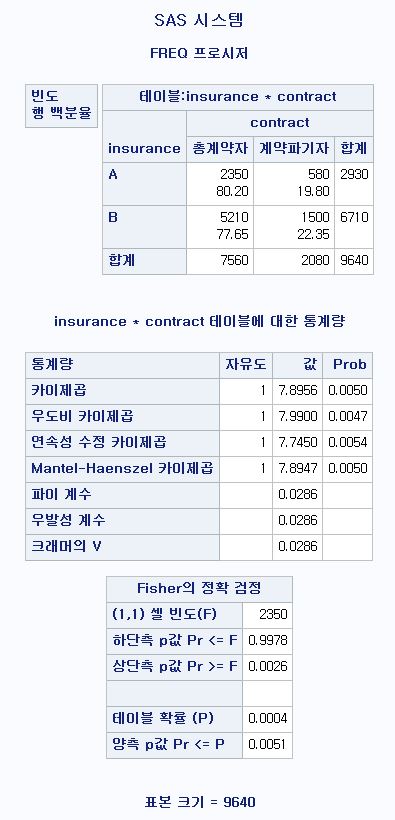 SAS 시스템
FREQ 프로시저
빈도
행 백분율
테이블:insurance * contract
contract
insurance 총계약자 계약파기자 합계
A 2350 580 2930
80.20 19.80
B 5210 1500 6710
77.65 22.35
합계 7560 2080 9640
insurance * contract 테이블에 대한 통계량
통계량 자유도 값 Prob
카이제곱 1 7.8956 0.0050
우도비 카이제곱 1 7.9900 0.0047
연속성 수정 카이제곱 1 7.7450 0.0054
Mantel-Haenszel 카이제곱 1 7.8947 0.0050
파이 계수 0.0286
우발성 계수 0.0286
크래머의 V 0.0286
Fisher의 정확 검정
(1,1) 셀 빈도(F) 2350
하단측 p값 Pr <= F 0.9978
상단측 p값 Pr >= F 0.0026
테이블 확률 (P) 0.0004
양측 p값 Pr <= P 0.0051
표본 크기 = 9640